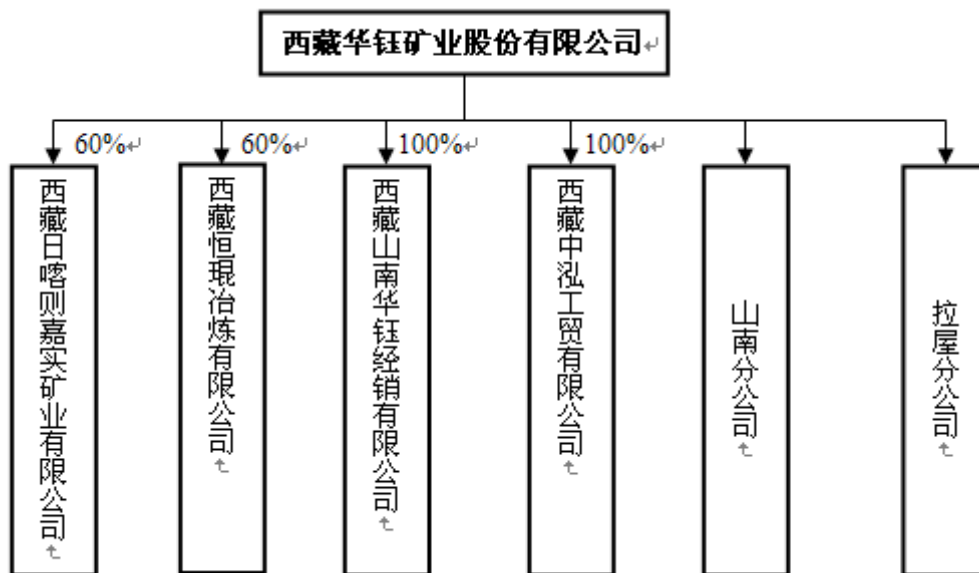 西藏华钰矿业股份有限公司
60%
60%
100%
100%
西藏日喀则嘉实矿业有限公司
西藏恒琨冶炼有限公司
西藏山南华钰经销有限公司
西藏中泓工贸有限公司
山南分公司
拉屋分公司